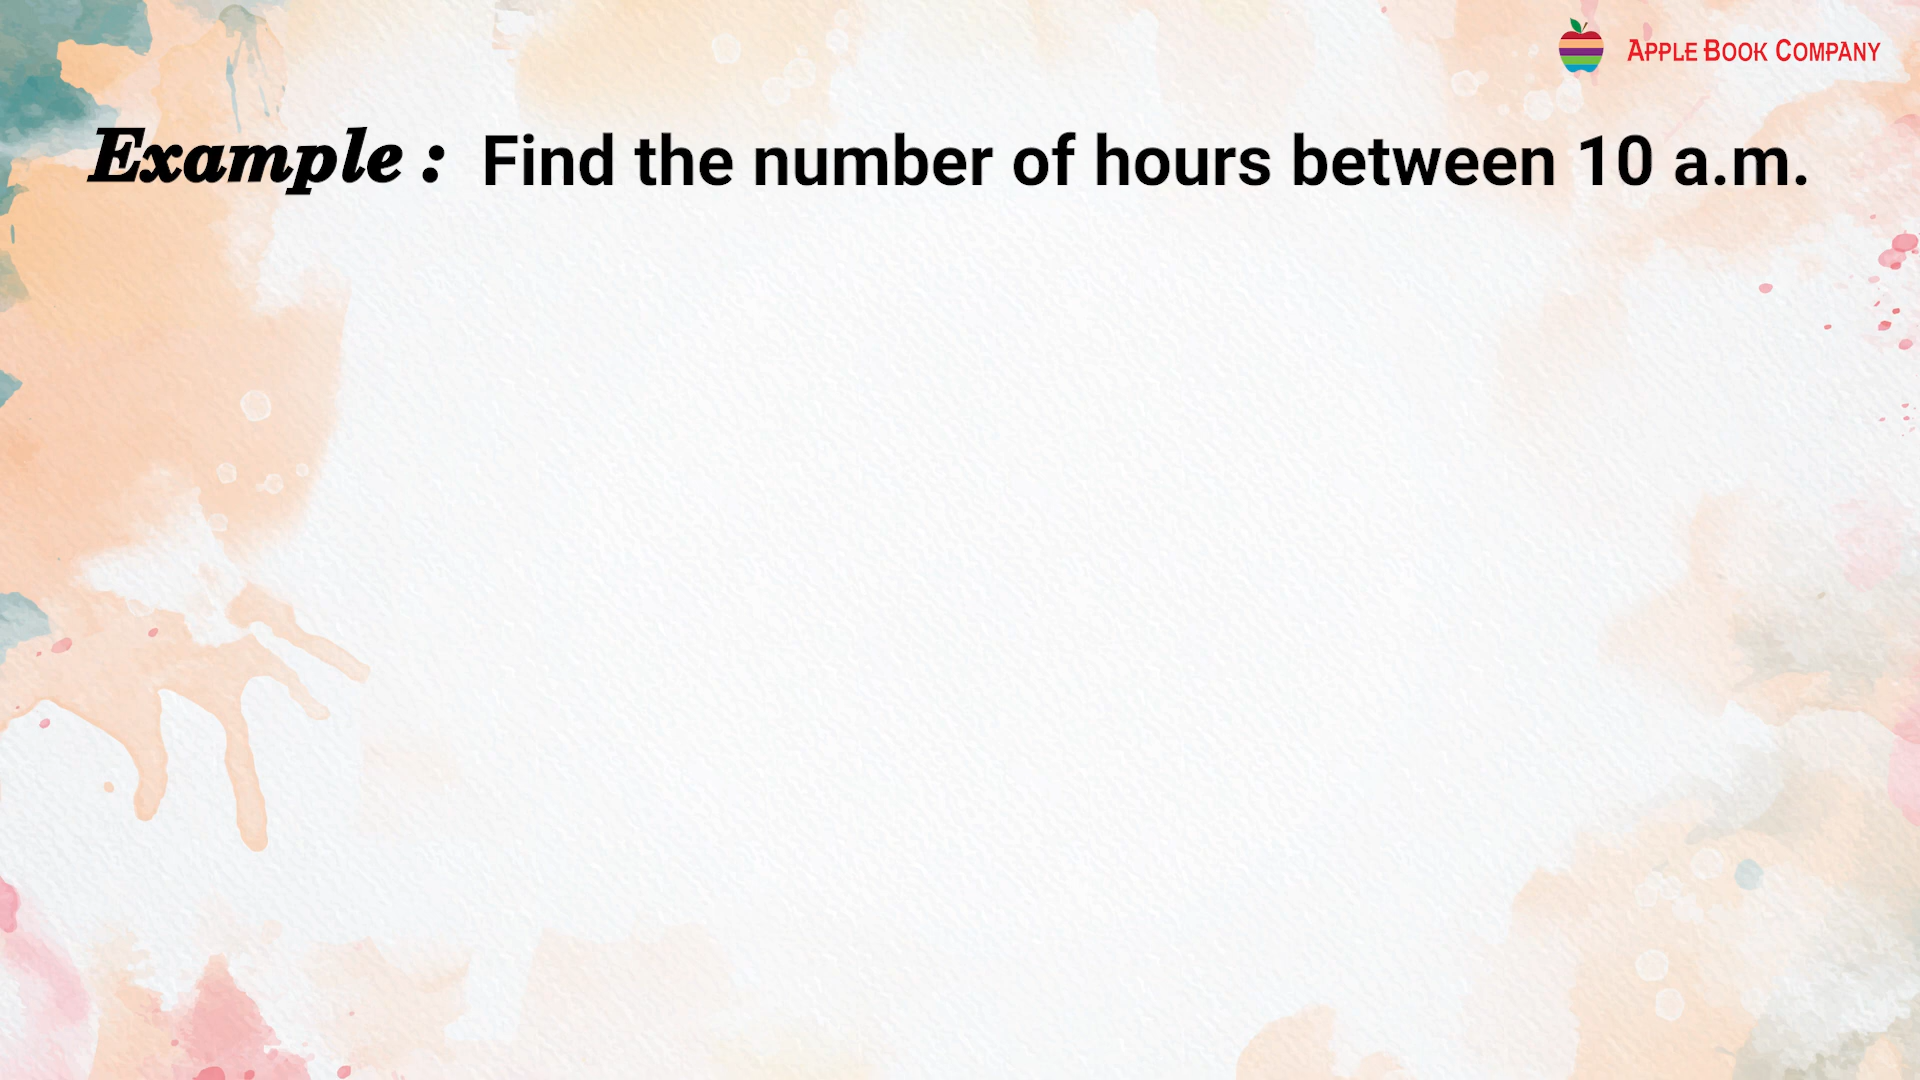 APPLE BOOK COMPANY
Example : Find the number of hours between 10 a.m.